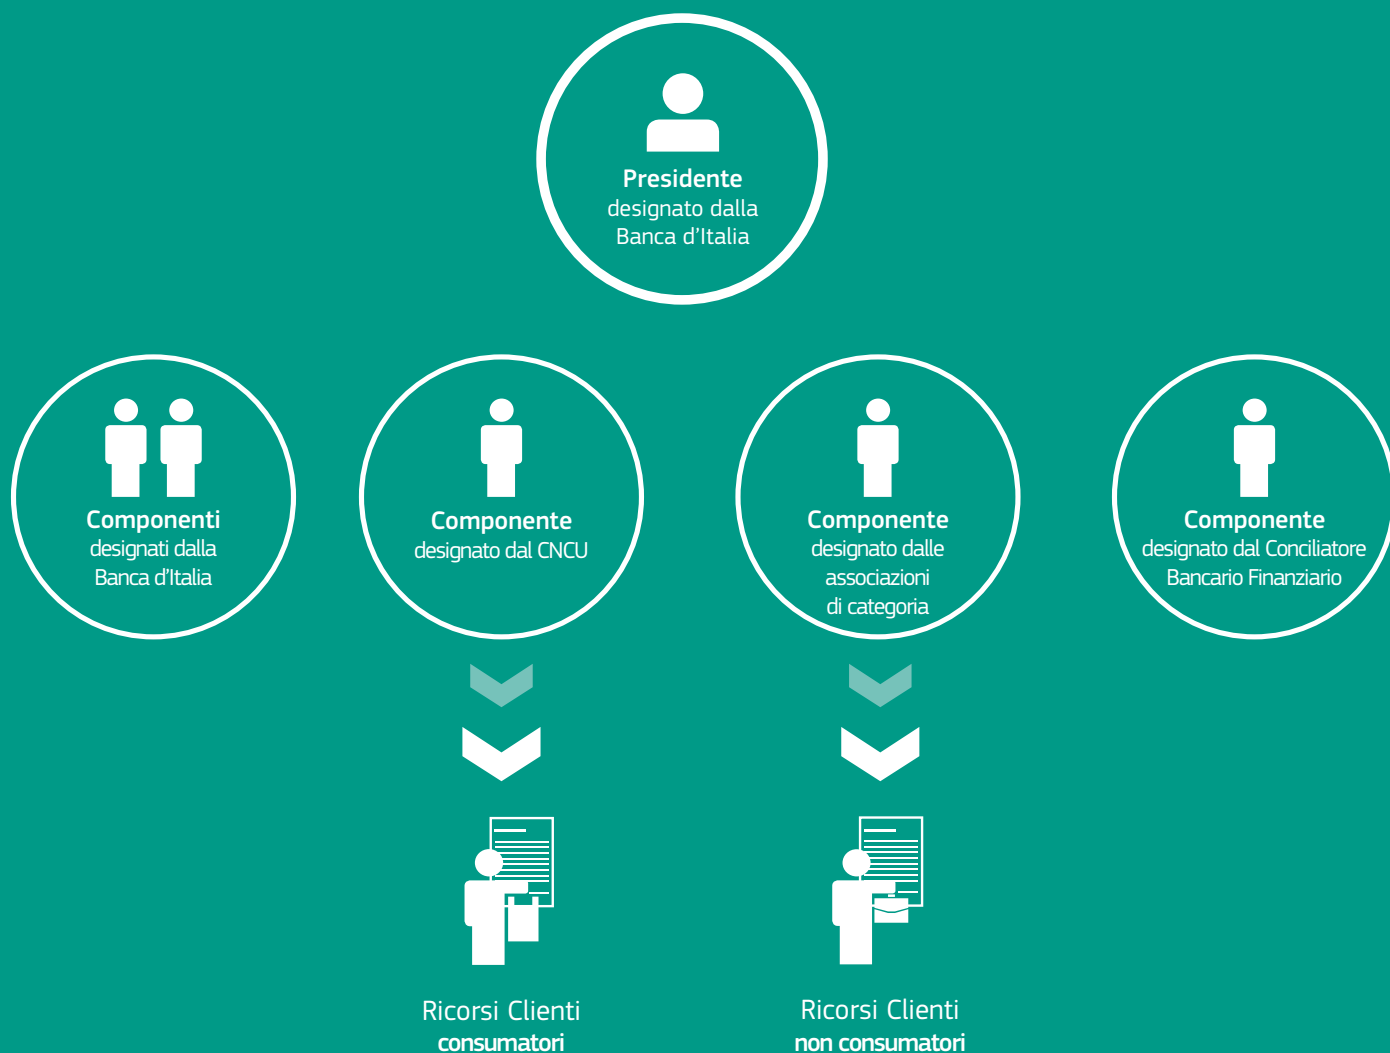 Presidente
designato dalla
Banca d'Italia
Componenti
designati dalla
Banca d'Italia
Componente
designato dal CNCU
Componente
designato dalle
associazioni
di categoria
Componente
designato dal Conciliatore
Bancario Finanziario
Ricorsi Clienti
consumatori
Ricorsi Clienti
non consumatori